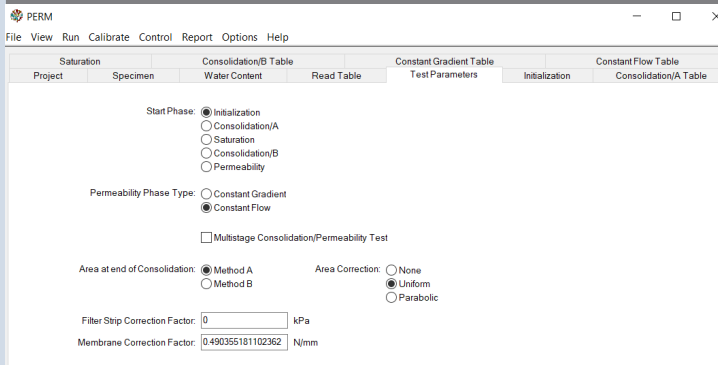 PERM
File View Run Calibrate Control Report Options Help
Saturation Consolidation/B Table Constant Gradient Table Constant Flow Table
Project Specimen Water Content Read Table Test Parameters Initialization Consolidation/A Table
Start Phase: Initialization
Consolidation/A
Saturation
Consolidation/B
Permeability
Permeability Phase Type: Constant Gradient
Constant Flow
Multistage Consolidation/Permeability Test
Area at end of Consolidation: Method A Area Correction: None
Method B Uniform
Parabolic
Filter Strip Correction Factor: 0 kPa
Membrane Correction Factor: 0.490355181102362 N/mm